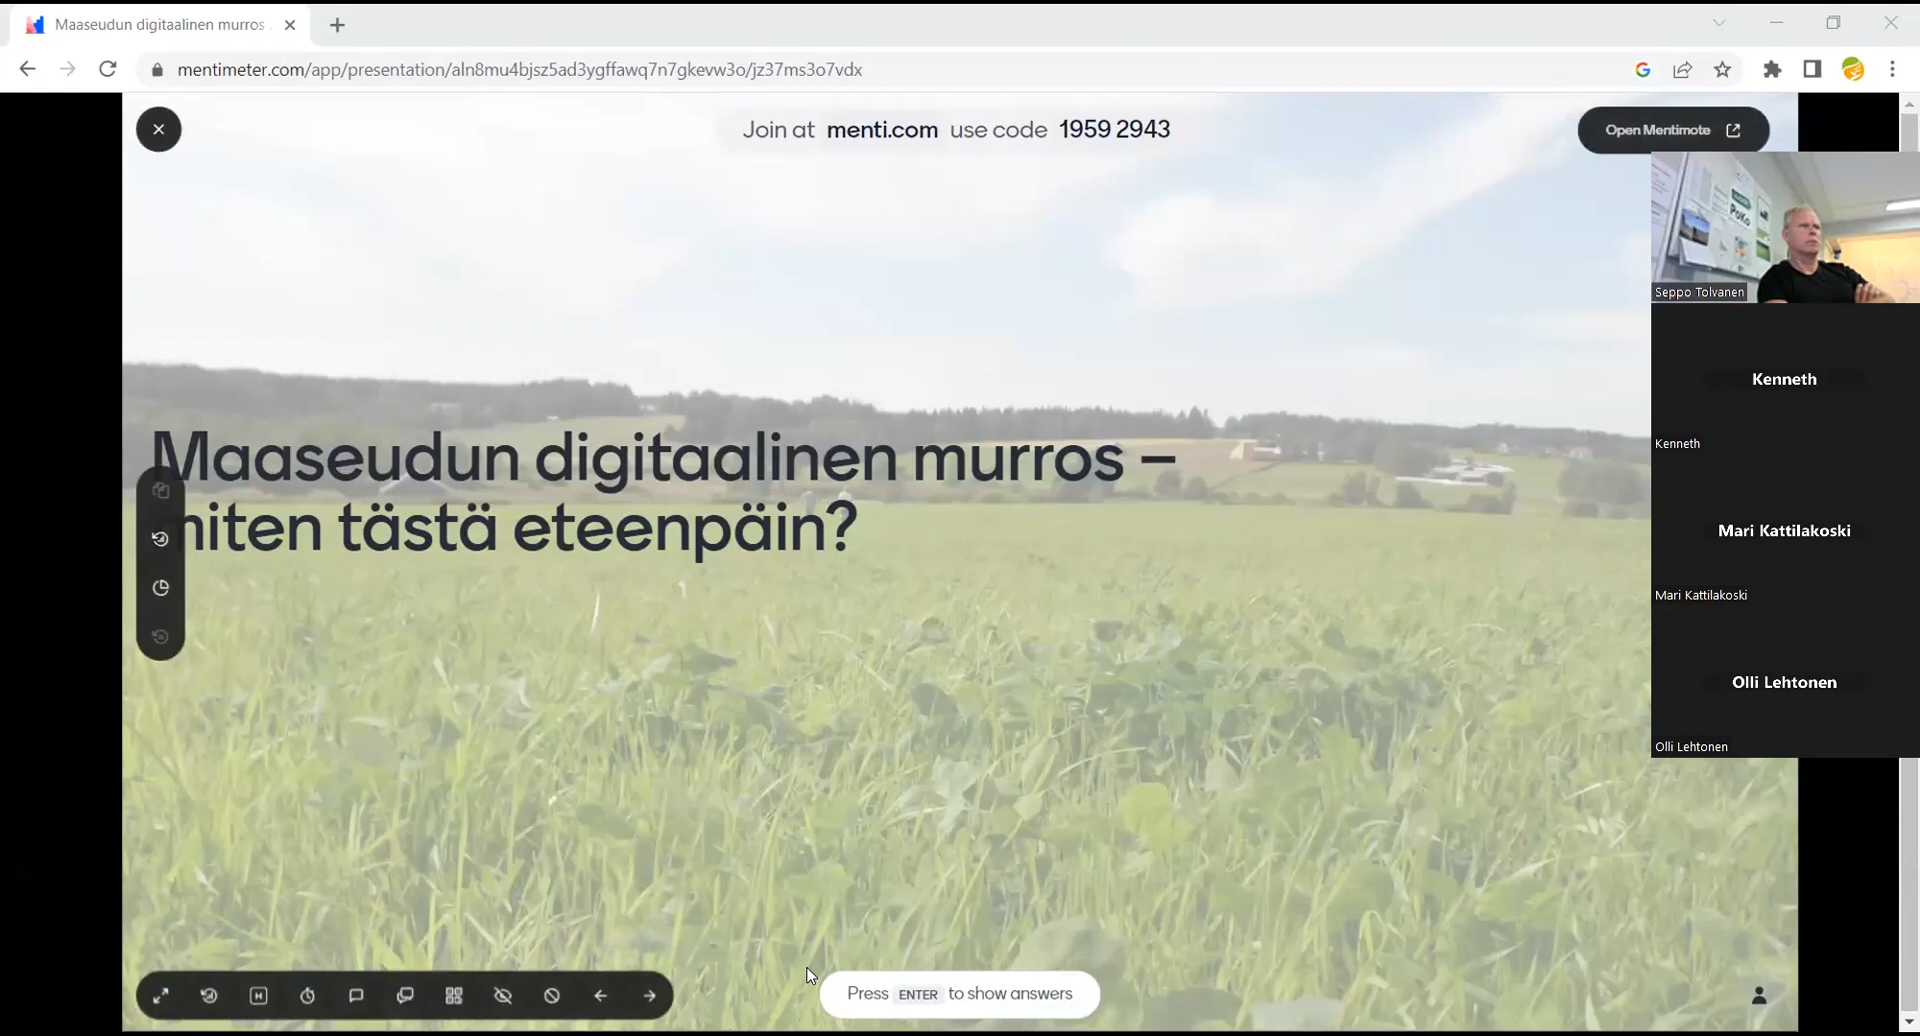 Maaseudun digitaalinen murros
mentimeter.com/app/presentation/aln8mu4bjsz5ad3ygffawq7n7gkevw3o/jz37ms3o7vdx
Join at menti.com use code 1959 2943
Open Mentimote
PoKo
Seppo Tolvanen
Kenneth
Kenneth
Maaseudun digitaalinen murros –
miten tästä eteenpäin?
Mari Kattilakoski
Mari Kattilakoski
Olli Lehtonen
Olli Lehtonen
Press ENTER to show answers